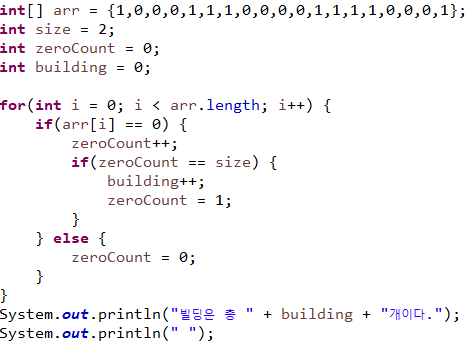 int[] arr = {1,0,0,0,1,1,1,0,0,0,0,1,1,1,1,0,0,0,1};
int size = 2;
int zeroCount = 0;
int building = 0;
for(int i = 0; i < arr.length; i++) {
if(arr[i] == 0) {
zeroCount++;
if(zeroCount == size) {
building++;
zeroCount = 1;
}
} else {
zeroCount = 0;
}
}
System.out.println("빌딩은 총 " + building + "개이다.");
System.out.println(" ");